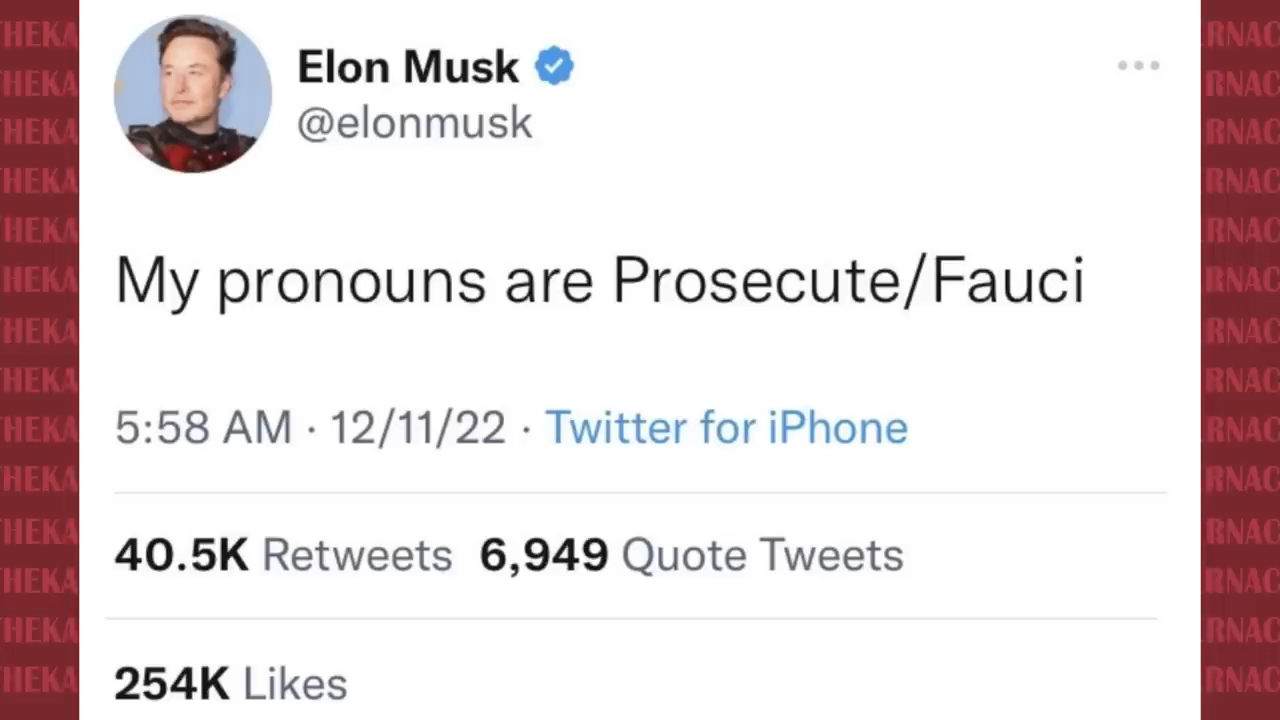 Elon Musk
@elonmusk
My pronouns are Prosecute/Fauci
5:58 AM · 12/11/22 · Twitter for iPhone
40.5K Retweets 6,949 Quote Tweets
254K Likes